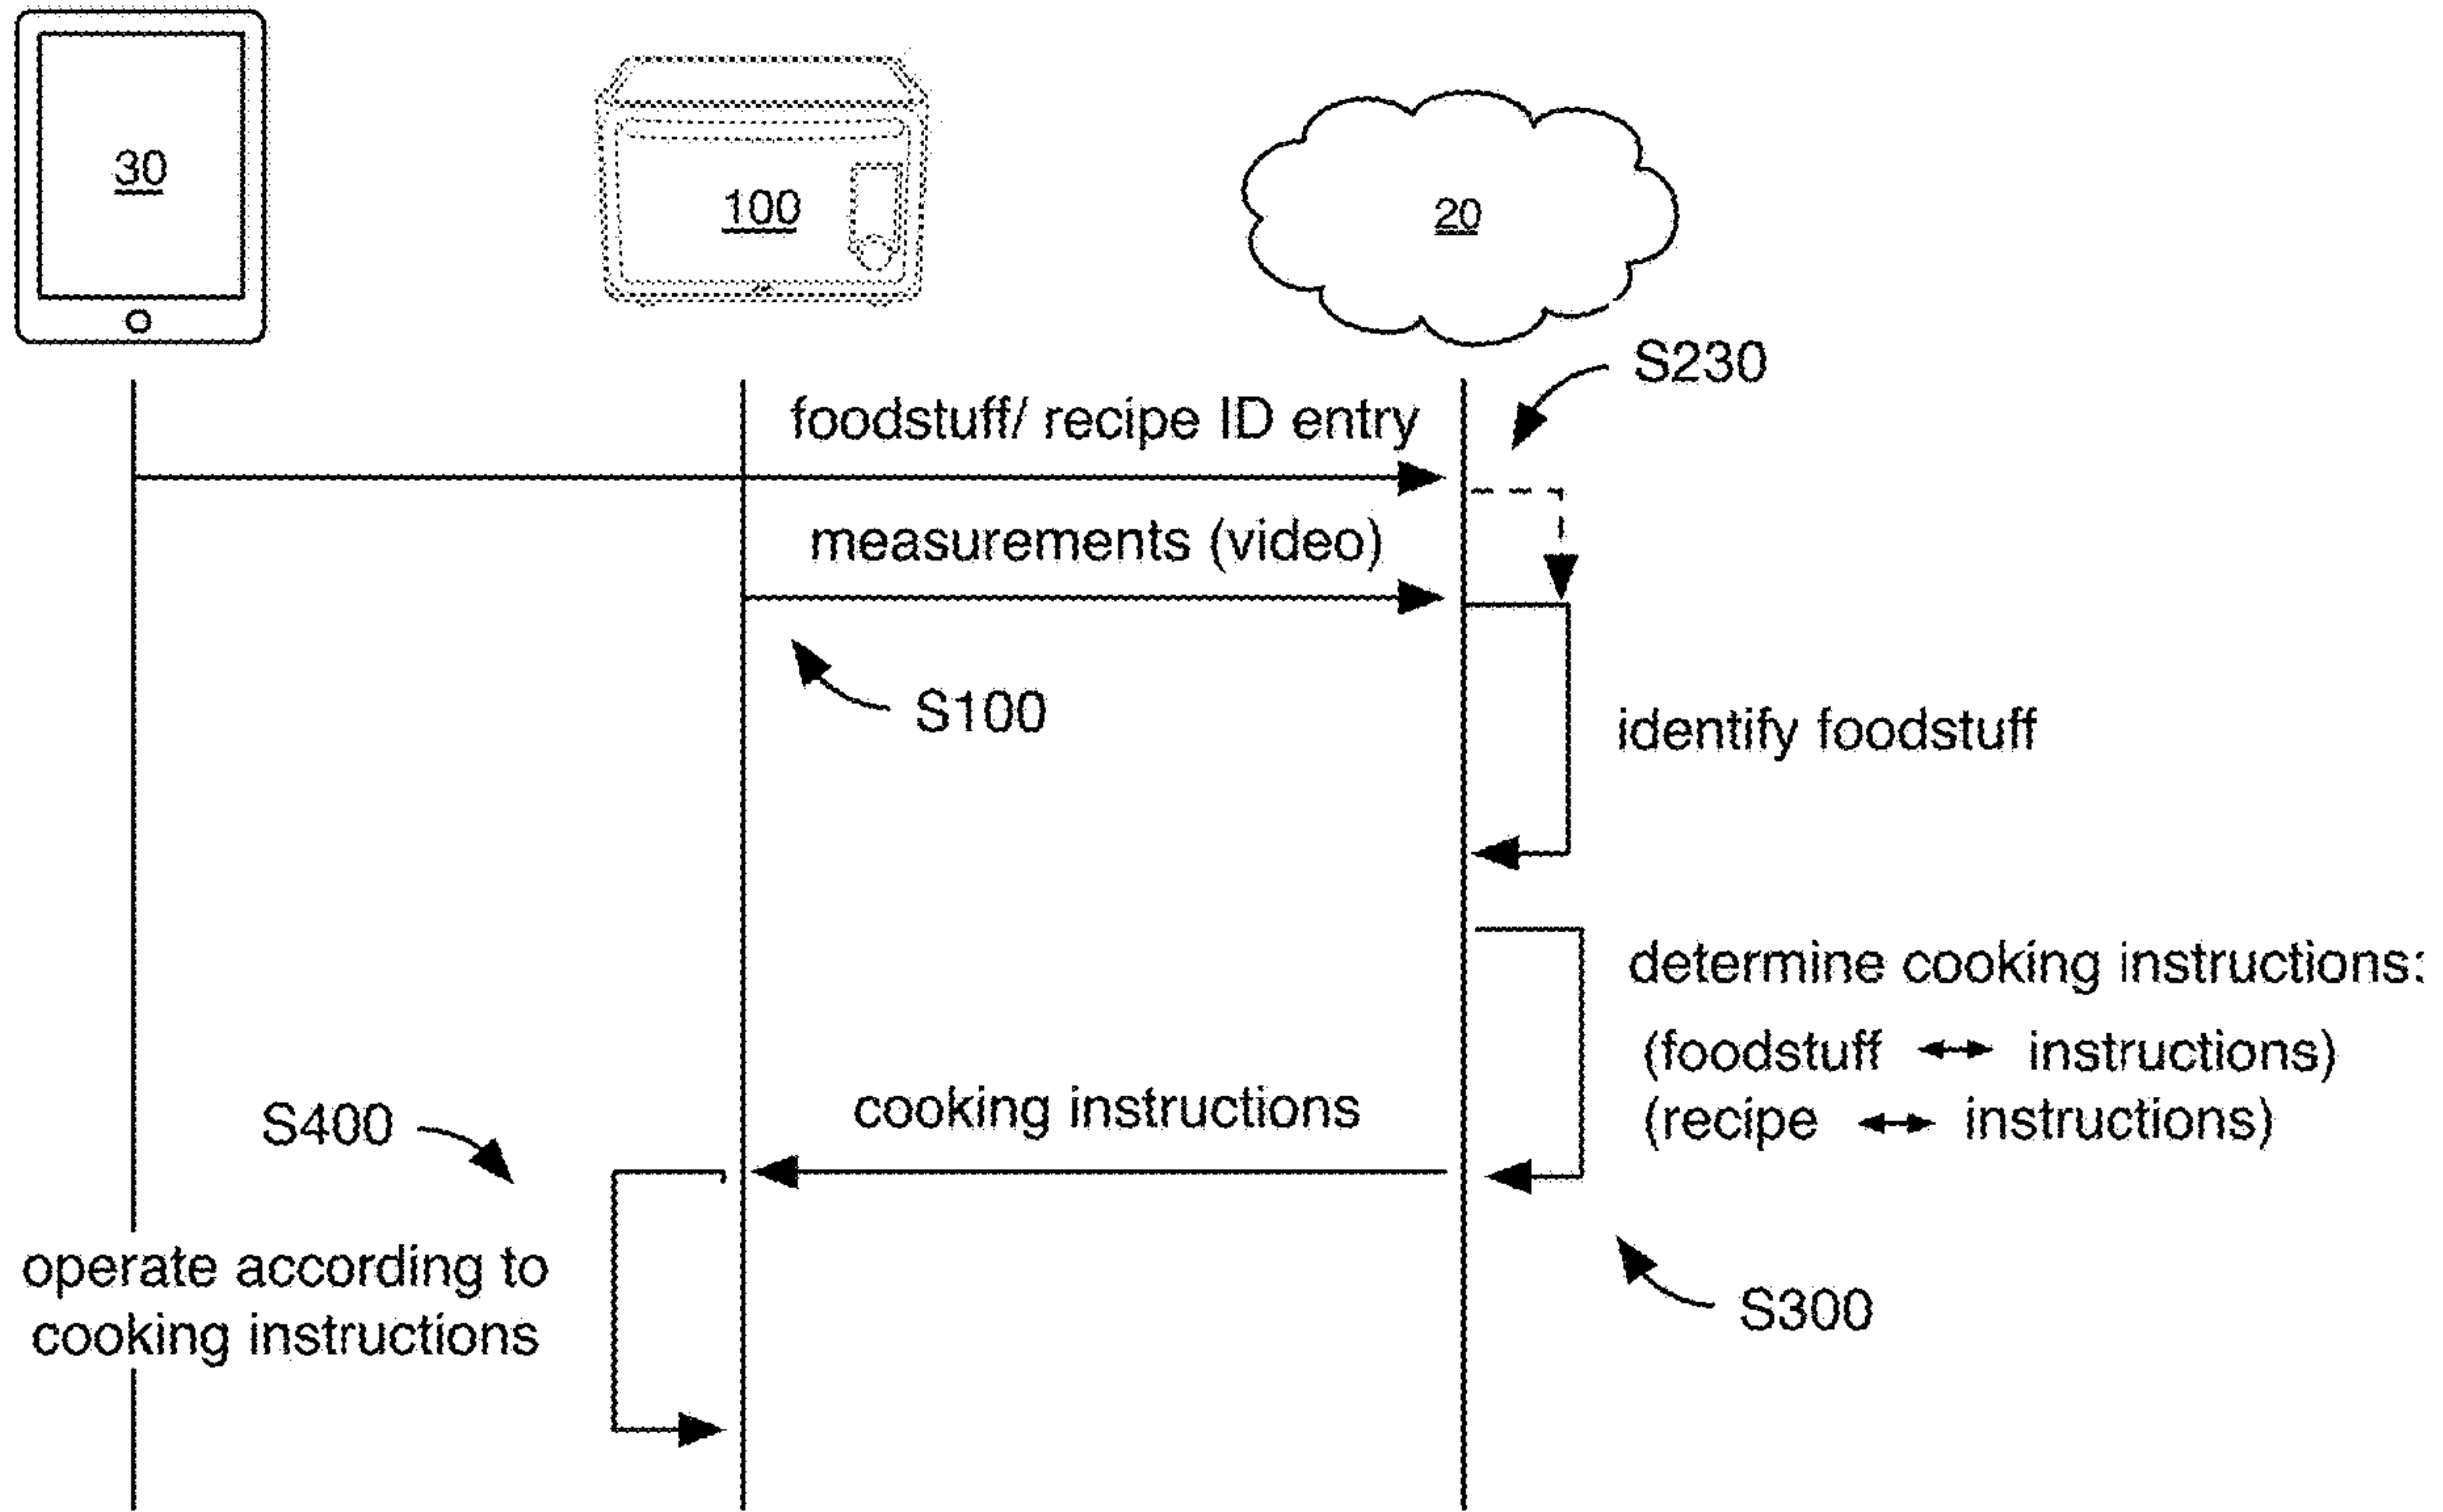 30
100
20
S230
foodstuff/ recipe ID entry
measurements (video)
S100
identify foodstuff
determine cooking instructions:
(foodstuff ↔ instructions)
(recipe ↔ instructions)
cooking instructions
S400
operate according to
cooking instructions
S300